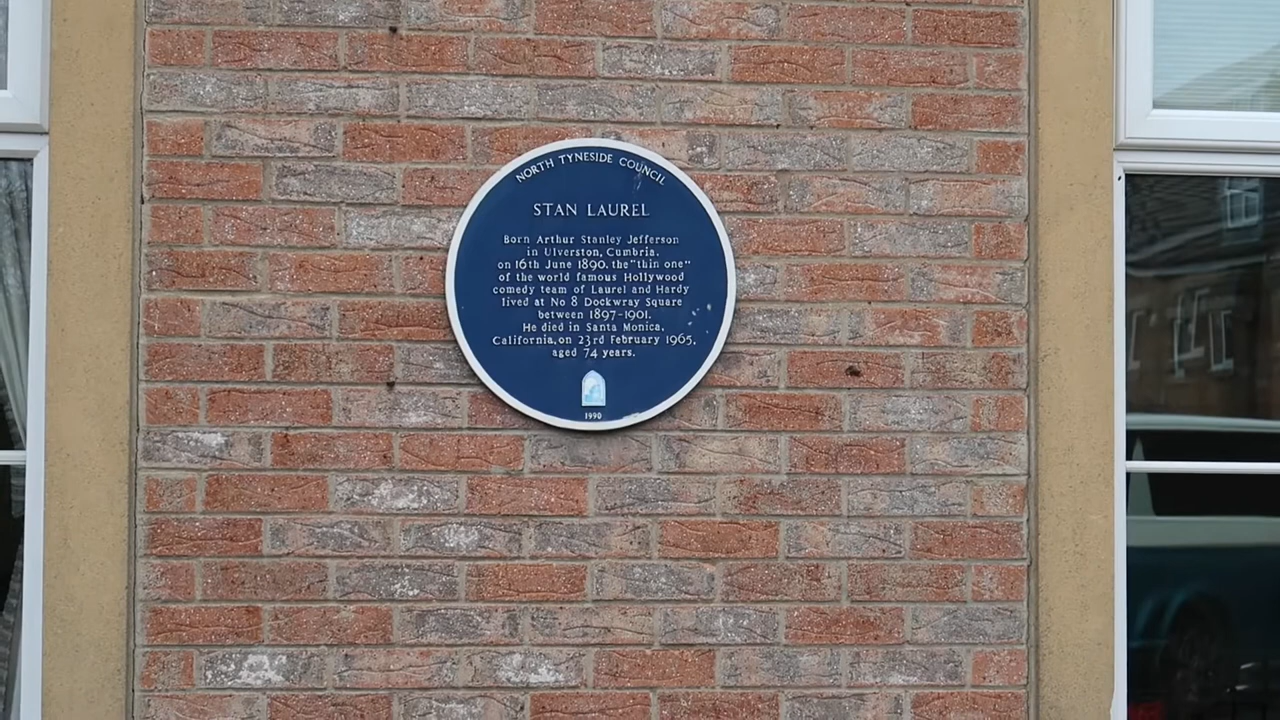 NORTH TYNESIDE COUNCIL
STAN LAUREL
Born Arthur Stanley Jefferson
in Ulverston, Cumbria,
on 16th June 1890, the "thin one"
of the world famous Hollywood
comedy team of Laurel and Hardy
lived at No 8 Dockwray Square
between 1897-1901.
He died in Santa Monica,
California, on 23rd February 1965,
aged 74 years.
1990